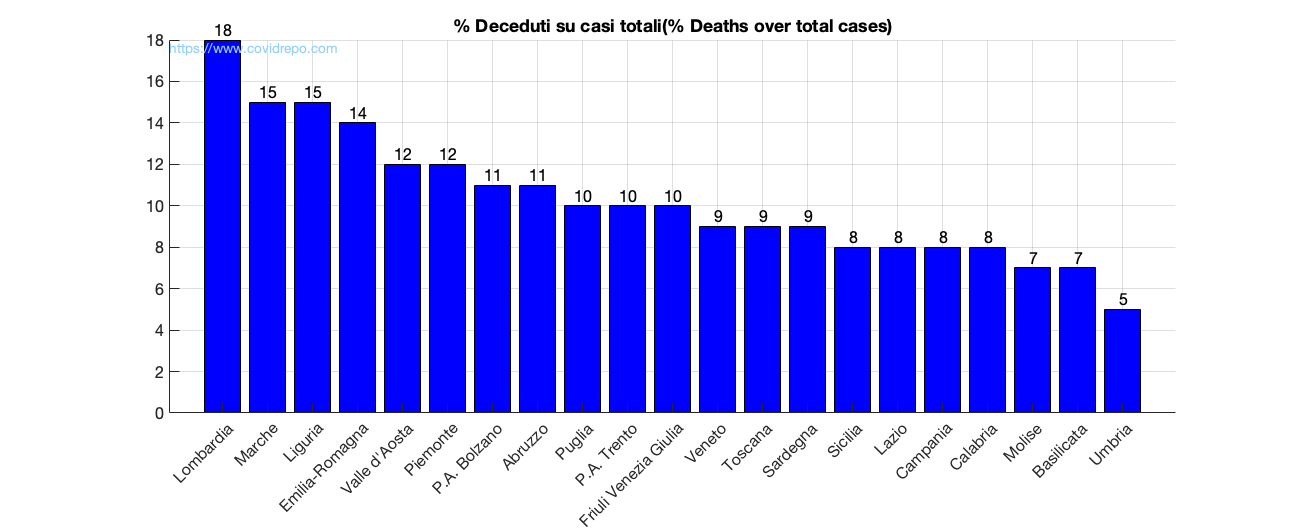 % Deceduti su casi totali(% Deaths over total cases)
18
https://www.covidrepo.com
18
16
14
12
10
8
6
4
2
0
15
15
14
12
12
11
11
10
10
10
9
9
9
8
8
8
8
7
7
5
Lombardia
Marche
Liguria
Emilia-Romagna
Valle d'Aosta
Piemonte
P.A. Bolzano
Abruzzo
Puglia
P.A. Trento
Friuli Venezia Giulia
Veneto
Toscana
Sardegna
Sicilia
Lazio
Campania
Calabria
Molise
Basilicata
Umbria